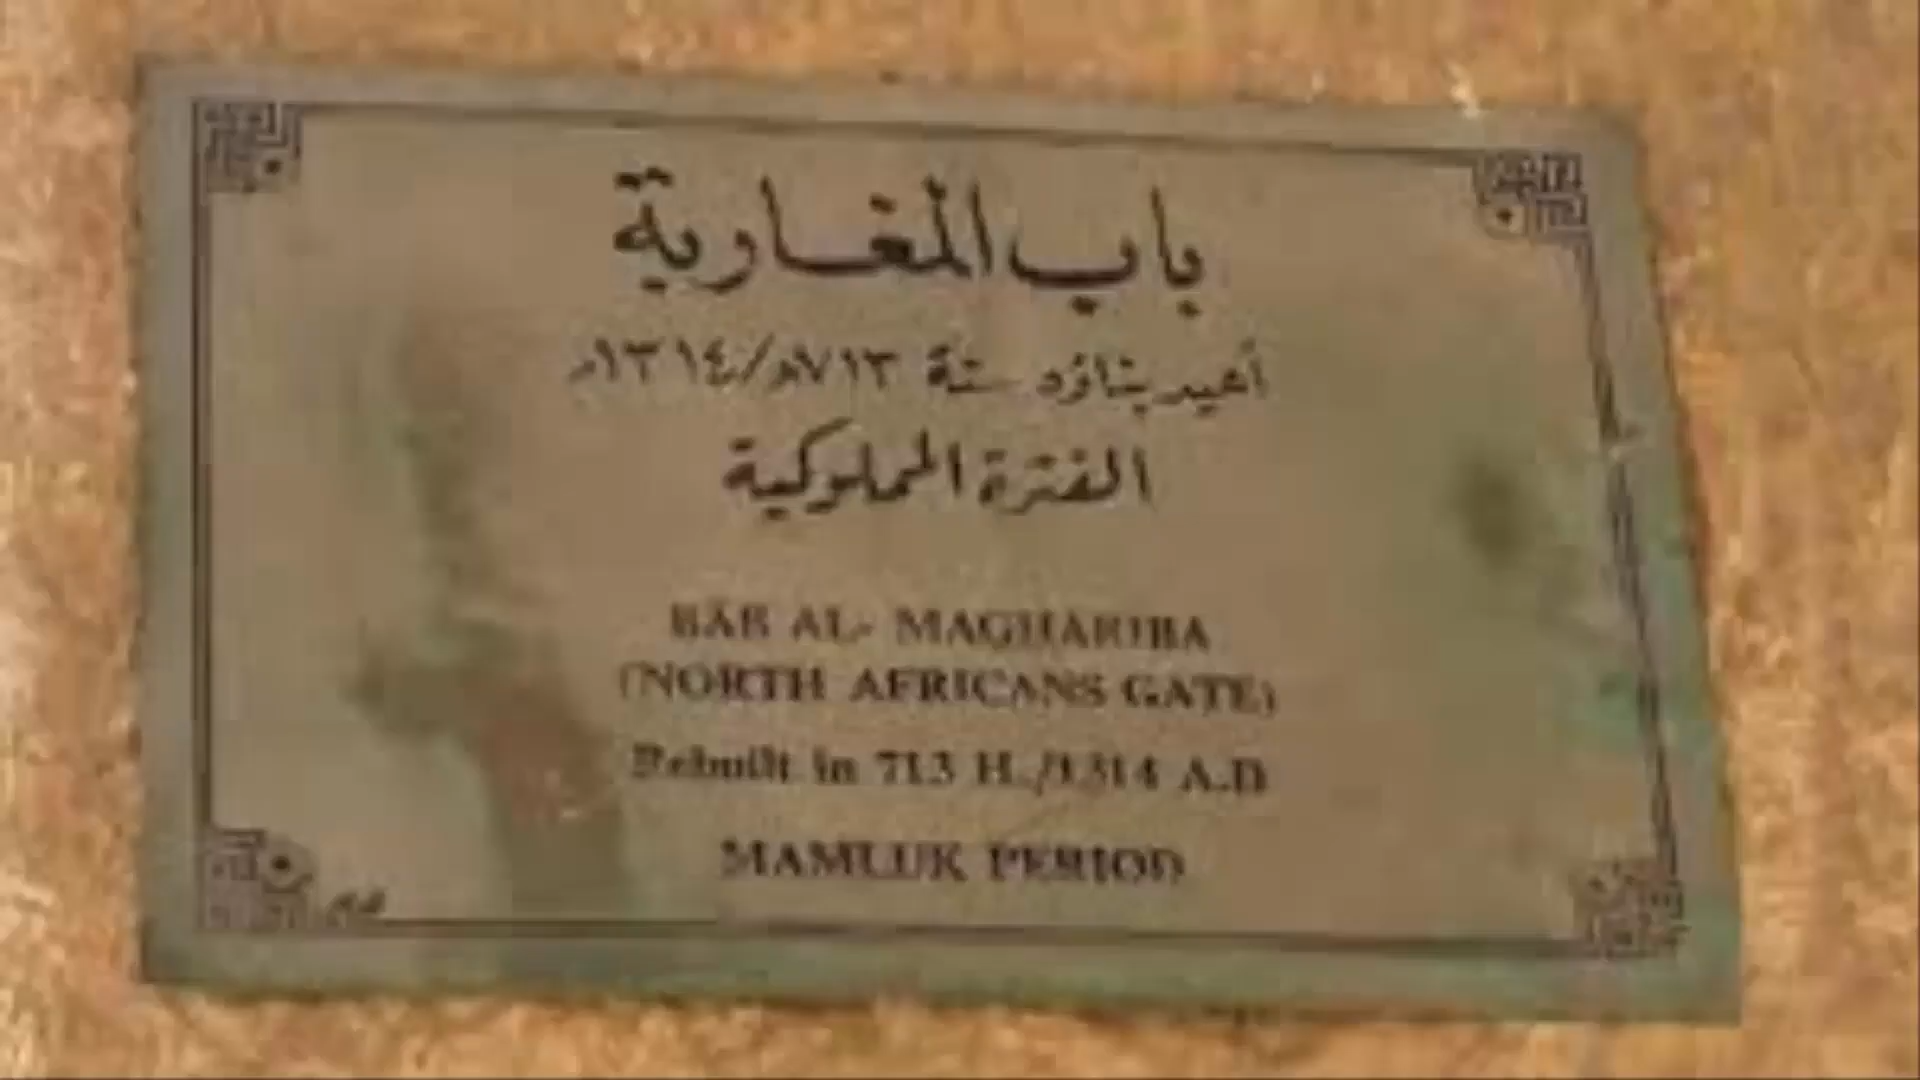 باب المغاربة
أعيد بناؤه سنة ٧١٣هـ/١٣١٤م
الفترة المملوكية
BAB AL- MAGHARIBA
(NORTH AFRICANS GATE)
Rebuilt in 713 H./1314 A.D
MAMLUK PERIOD